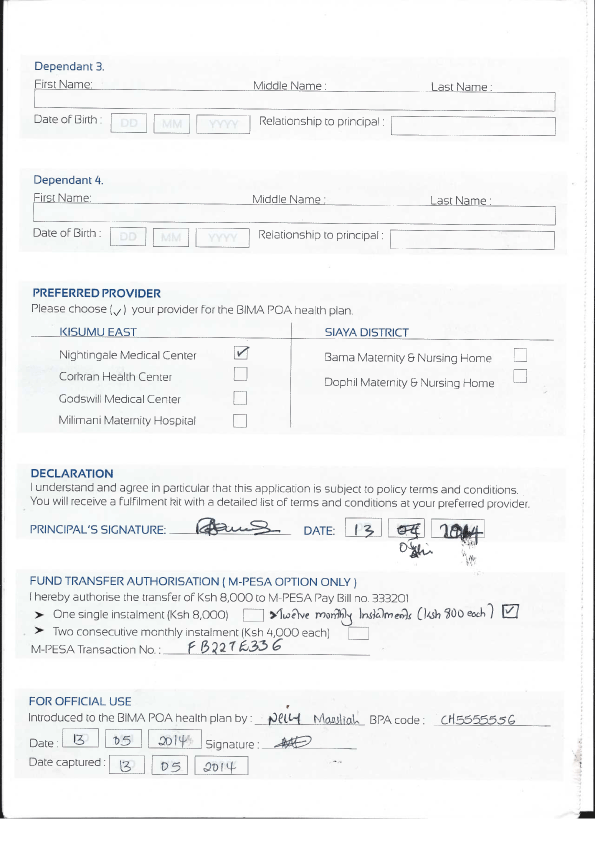 Dependant 3.
First Name: Middle Name : Last Name :
Date of Birth : DD MM YYYY Relationship to principal :
Dependant 4.
First Name: Middle Name : Last Name :
Date of Birth : DD MM YYYY Relationship to principal :
PREFERRED PROVIDER
Please choose (✓) your provider for the BIMA POA health plan.
KISUMU EAST SIAYA DISTRICT
Nightingale Medical Center ✓ Bama Maternity & Nursing Home
Corkran Health Center Dophil Maternity & Nursing Home
Godswill Medical Center
Milimani Maternity Hospital
DECLARATION
I understand and agree in particular that this application is subject to policy terms and conditions.
You will receive a fulfilment kit with a detailed list of terms and conditions at your preferred provider.
PRINCIPAL'S SIGNATURE: DATE: 13 04 2014
FUND TRANSFER AUTHORISATION ( M-PESA OPTION ONLY )
I hereby authorise the transfer of Ksh 8,000 to M-PESA Pay Bill no. 333201
➤ One single instalment (Ksh 8,000) Twelve monthly Instalments (ksh 800 each) ✓
➤ Two consecutive monthly instalment (Ksh 4,000 each)
M-PESA Transaction No. : FB227E336
FOR OFFICIAL USE
Introduced to the BIMA POA health plan by : BPA code : CH5555556
Date : 13 05 2014 Signature :
Date captured : 13 05 2014